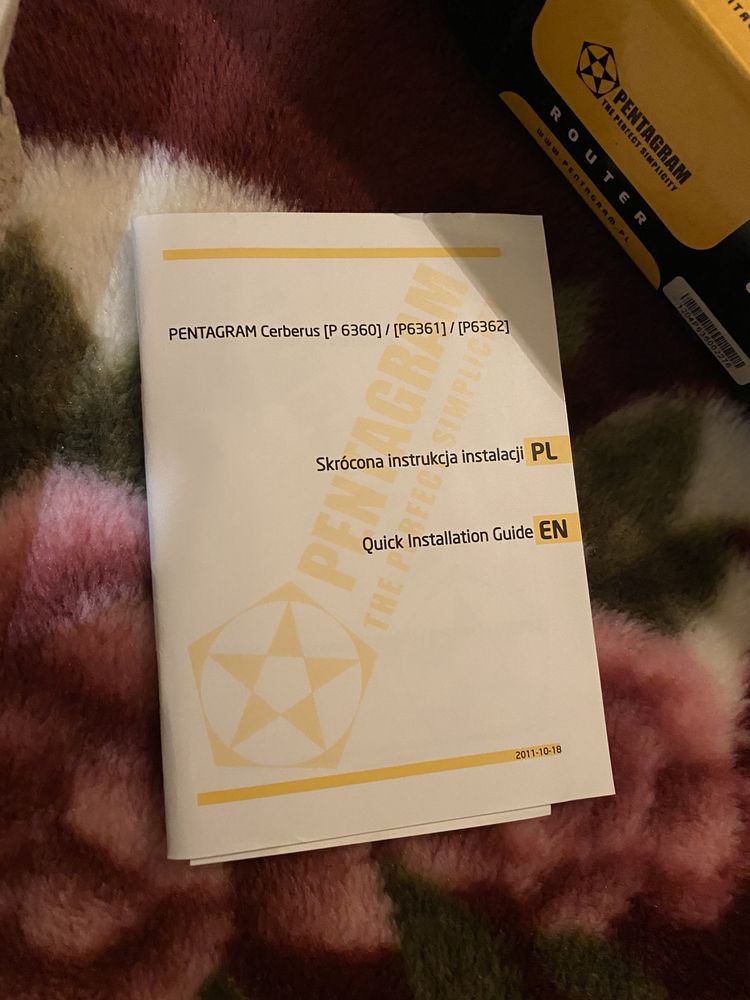 PENTAGRAM
THE PERFECT SIMPLICITY
ROUTER
WWW.PENTAGRAM.PL
PENTAGRAM Cerberus [P 6360] / [P6361] / [P6362]
Skrócona instrukcja instalacji PL
Quick Installation Guide EN
PENTAGRAM
THE PERFECT SIMPLICITY
2011-10-18